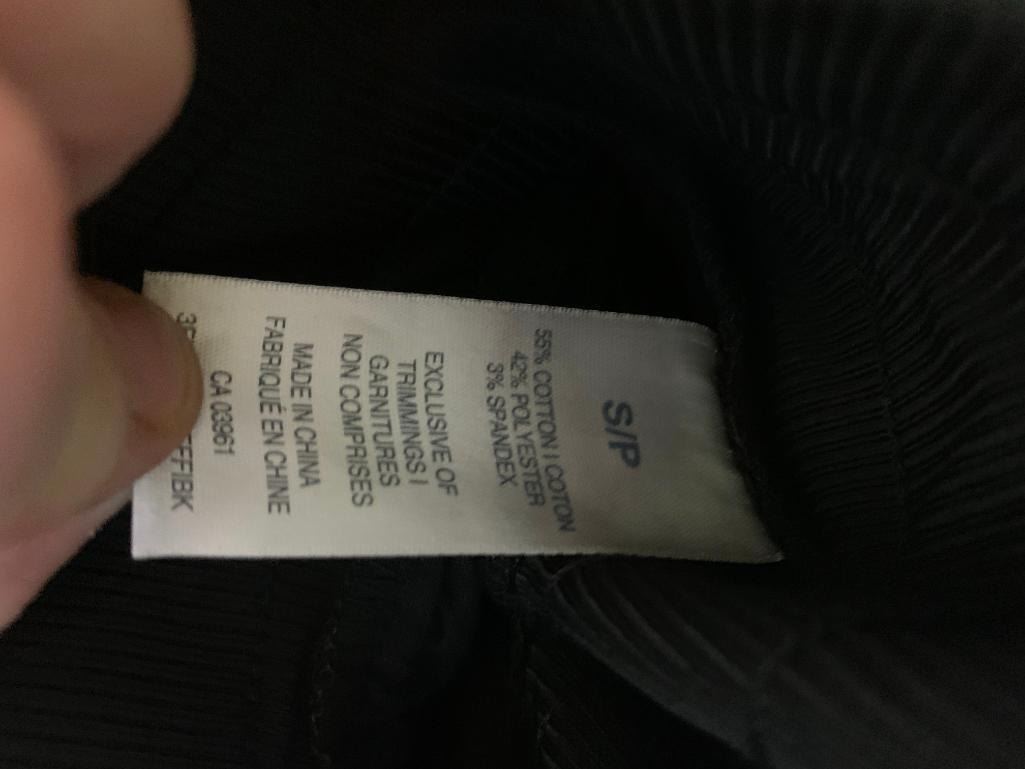 S/P
55% COTTON I COTON
42% POLYESTER
3% SPANDEX
EXCLUSIVE OF
TRIMMINGS I
GARNITURES
NON COMPRISES
MADE IN CHINA
FABRIQUÉ EN CHINE
CA 03961